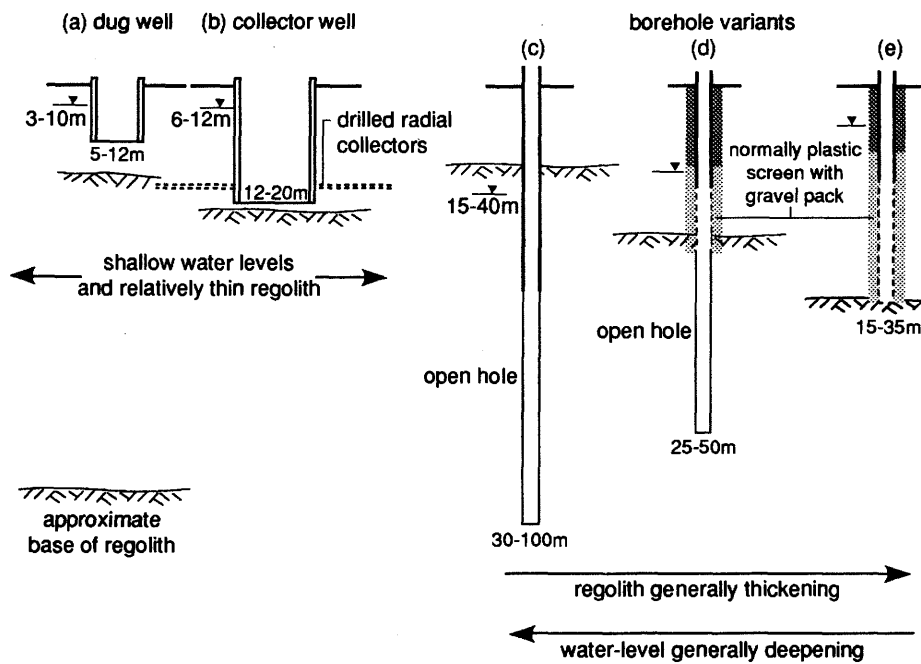 (a) dug well
(b) collector well
borehole variants
(c)
(d)
(e)
3-10m
6-12m
drilled radial
collectors
5-12m
12-20m
normally plastic
screen with
gravel pack
15-40m
shallow water levels
and relatively thin regolith
open hole
open hole
15-35m
25-50m
approximate
base of regolith
30-100m
regolith generally thickening
water-level generally deepening